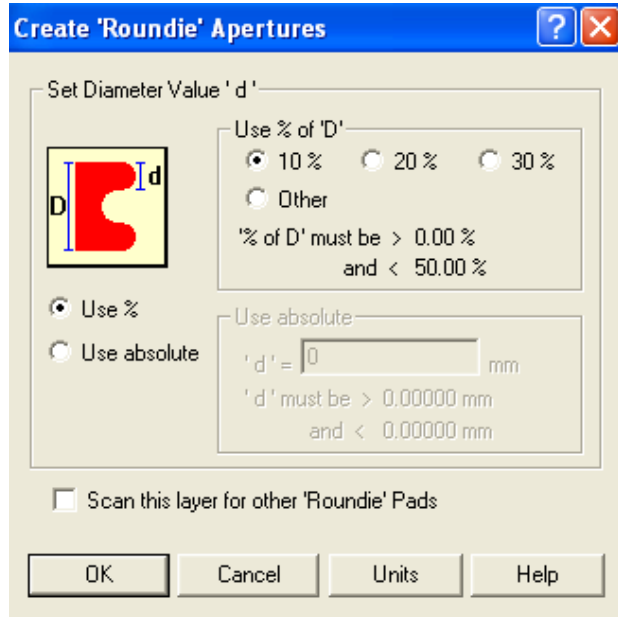 Create 'Roundie' Apertures
Set Diameter Value ' d '
D
d
Use % of 'D'
10 %
20 %
30 %
Other
'% of D' must be > 0.00 %
and < 50.00 %
Use %
Use absolute
Use absolute
' d ' = 0 mm
' d ' must be > 0.00000 mm
and < 0.00000 mm
Scan this layer for other 'Roundie' Pads
OK
Cancel
Units
Help